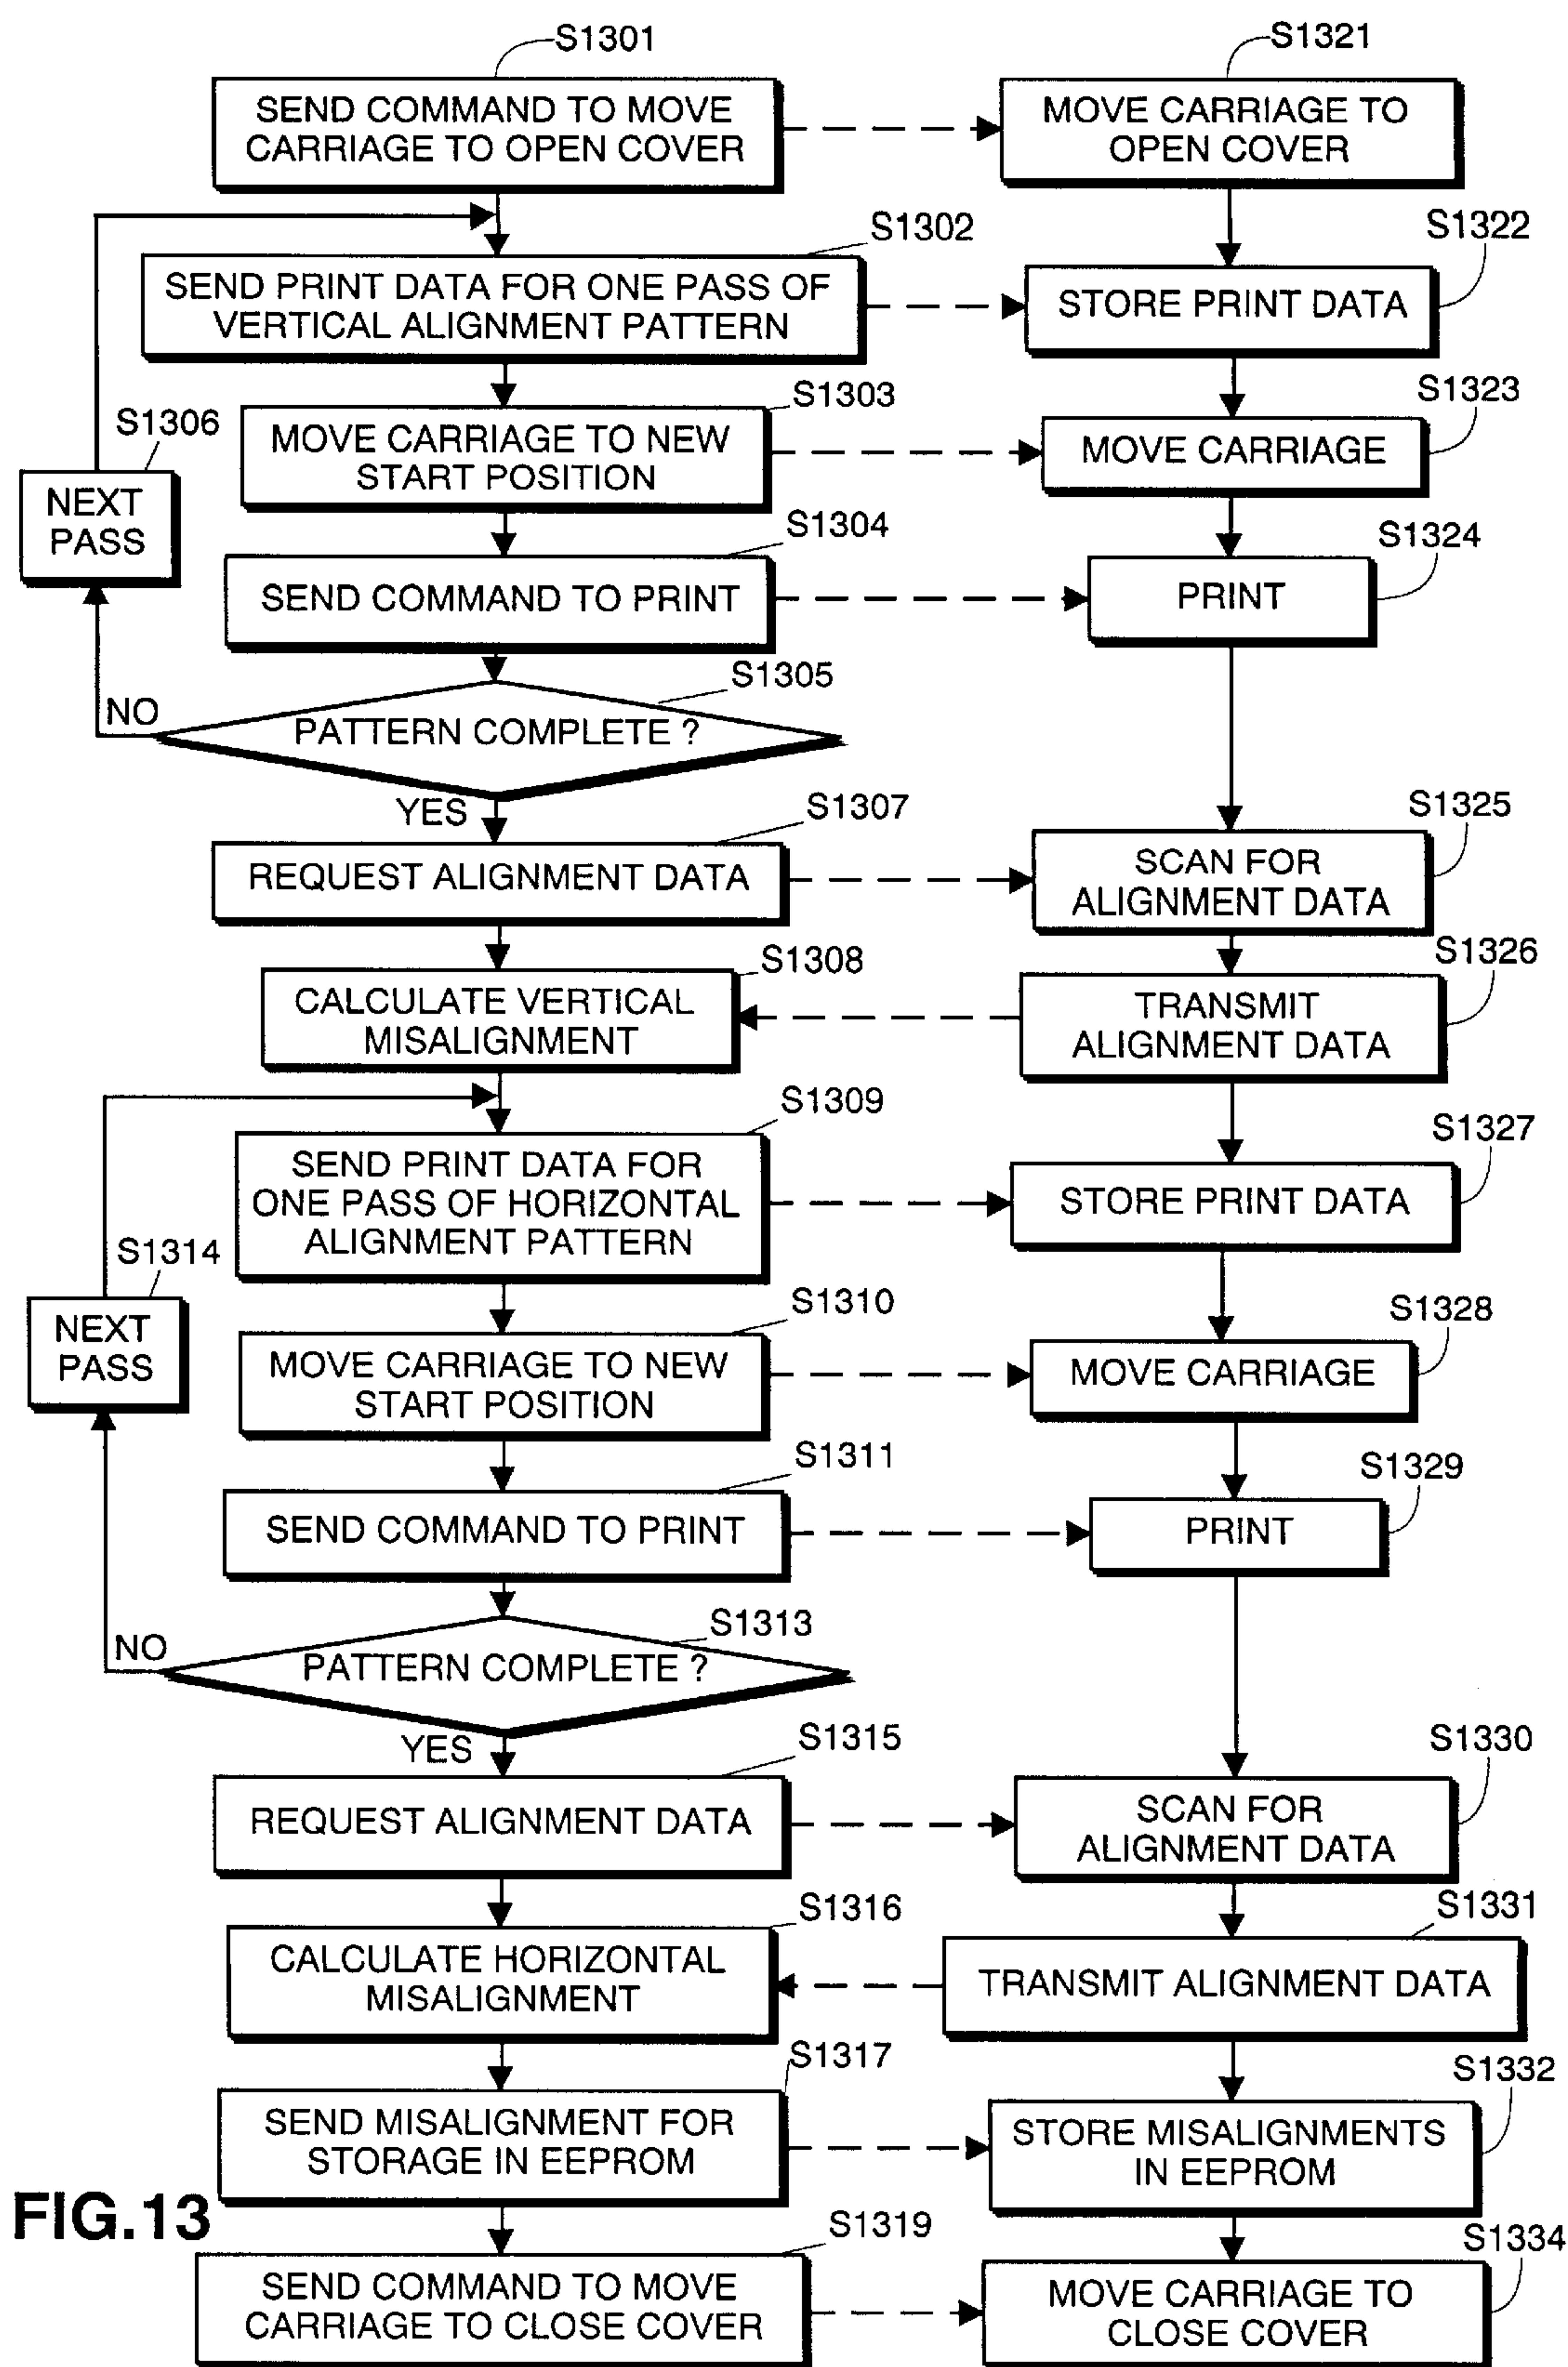 S1301
S1321
SEND COMMAND TO MOVE
CARRIAGE TO OPEN COVER
MOVE CARRIAGE TO
OPEN COVER
S1302
S1322
SEND PRINT DATA FOR ONE PASS OF
VERTICAL ALIGNMENT PATTERN
STORE PRINT DATA
S1303
S1323
S1306
MOVE CARRIAGE TO NEW
START POSITION
MOVE CARRIAGE
NEXT
PASS
S1304
S1324
SEND COMMAND TO PRINT
PRINT
S1305
NO
PATTERN COMPLETE ?
YES
S1307
S1325
REQUEST ALIGNMENT DATA
SCAN FOR
ALIGNMENT DATA
S1308
S1326
CALCULATE VERTICAL
MISALIGNMENT
TRANSMIT
ALIGNMENT DATA
S1309
S1327
SEND PRINT DATA FOR
ONE PASS OF HORIZONTAL
ALIGNMENT PATTERN
STORE PRINT DATA
S1314
S1310
S1328
NEXT
PASS
MOVE CARRIAGE TO NEW
START POSITION
MOVE CARRIAGE
S1311
S1329
SEND COMMAND TO PRINT
PRINT
S1313
NO
PATTERN COMPLETE ?
YES
S1315
S1330
REQUEST ALIGNMENT DATA
SCAN FOR
ALIGNMENT DATA
S1316
S1331
CALCULATE HORIZONTAL
MISALIGNMENT
TRANSMIT ALIGNMENT DATA
S1317
S1332
SEND MISALIGNMENT FOR
STORAGE IN EEPROM
STORE MISALIGNMENTS
IN EEPROM
FIG.13
S1319
S1334
SEND COMMAND TO MOVE
CARRIAGE TO CLOSE COVER
MOVE CARRIAGE TO
CLOSE COVER